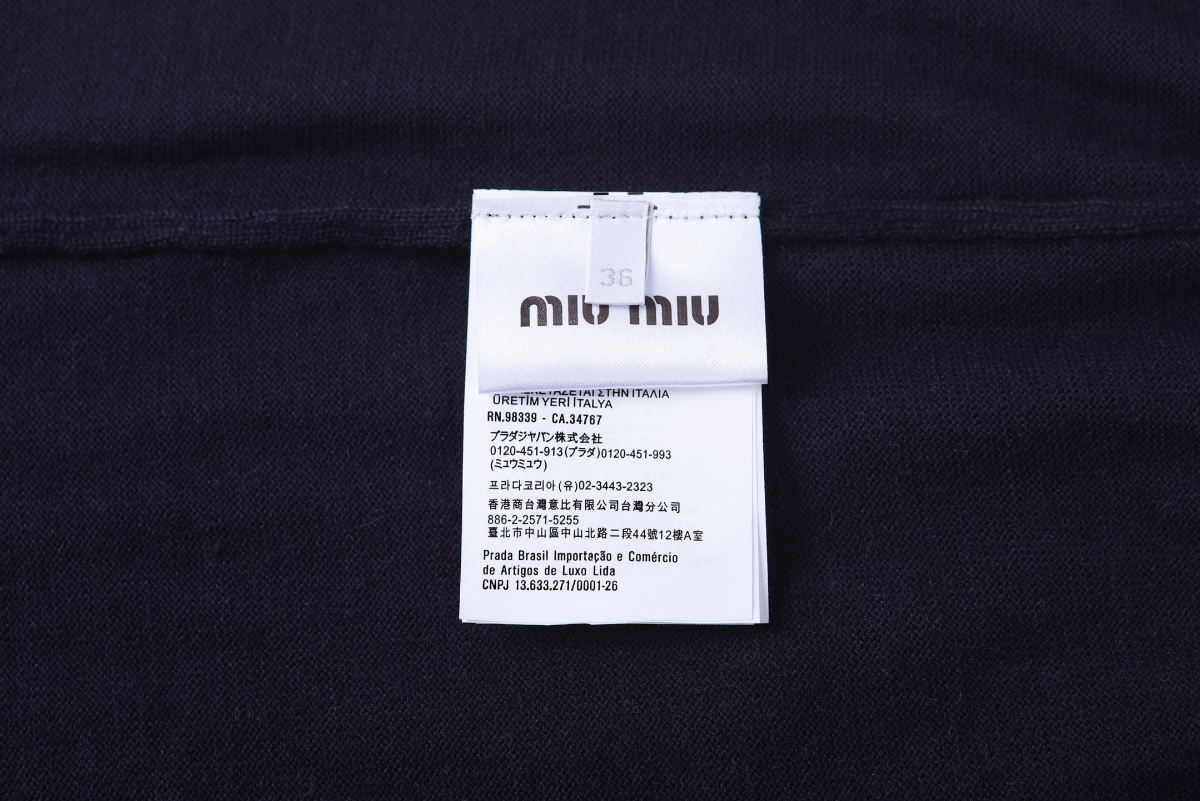 36
miu miu
ΣΤΗΝ ΙΤΑΛΙΑ
ÜRETİM YERİ İTALYA
RN.98339 - CA.34767
プラダジャパン株式会社
0120-451-913(プラダ)0120-451-993
(ミュウミュウ)
프라다코리아(유)02-3443-2323
香港商台灣意比有限公司台灣分公司
886-2-2571-5255
臺北市中山區中山北路二段44號12樓A室
Prada Brasil Importação e Comércio
de Artigos de Luxo Lida
CNPJ 13.633.271/0001-26